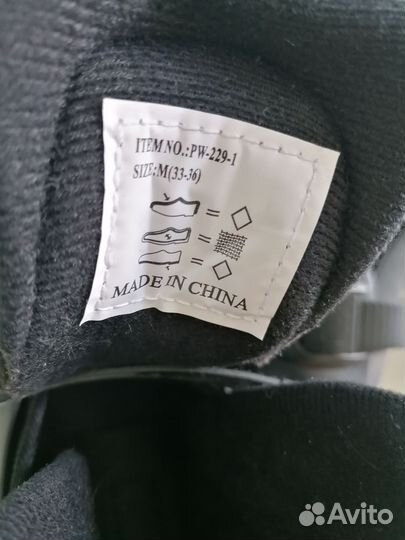 ITEM NO.:PW-229-1
SIZE:M(33-36)
MADE IN CHINA
Avito